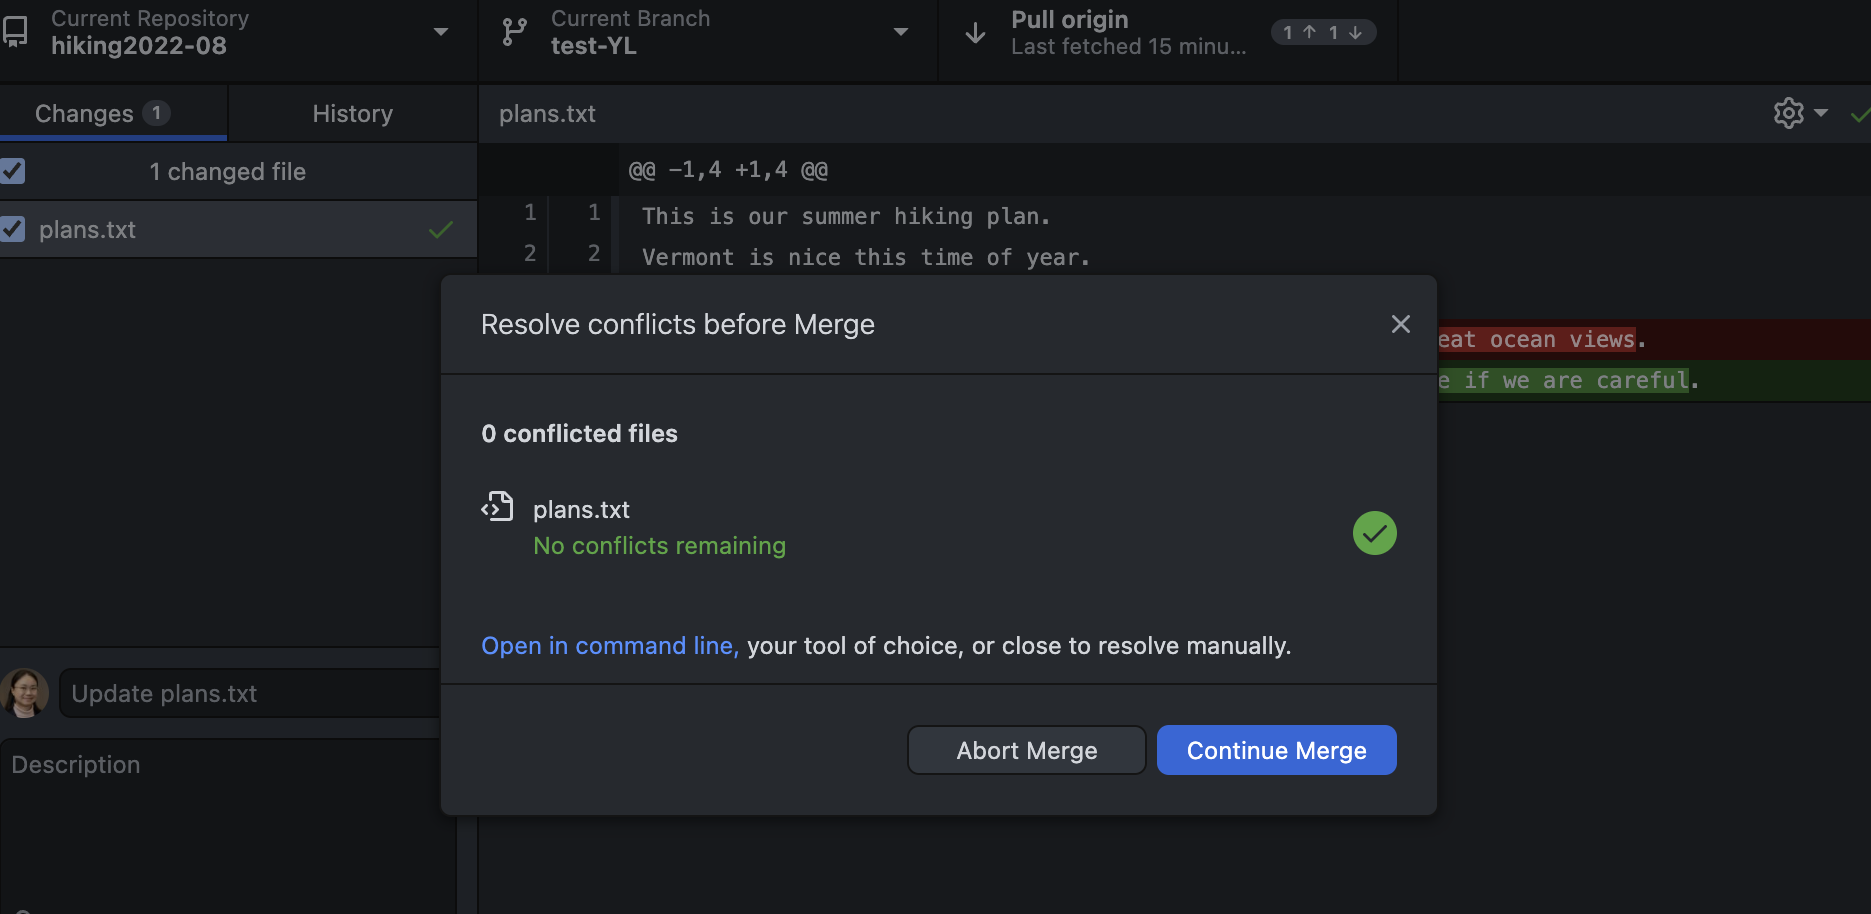 Current Repository
hiking2022-08
Current Branch
test-YL
Pull origin
Last fetched 15 minu...
1 ↑ 1 ↓
Changes 1
History
plans.txt
1 changed file
plans.txt
@@ -1,4 +1,4 @@
1 1 This is our summer hiking plan.
2 2 Vermont is nice this time of year.
eat ocean views.
e if we are careful.
Resolve conflicts before Merge
0 conflicted files
plans.txt
No conflicts remaining
Open in command line, your tool of choice, or close to resolve manually.
Abort Merge
Continue Merge
Update plans.txt
Description